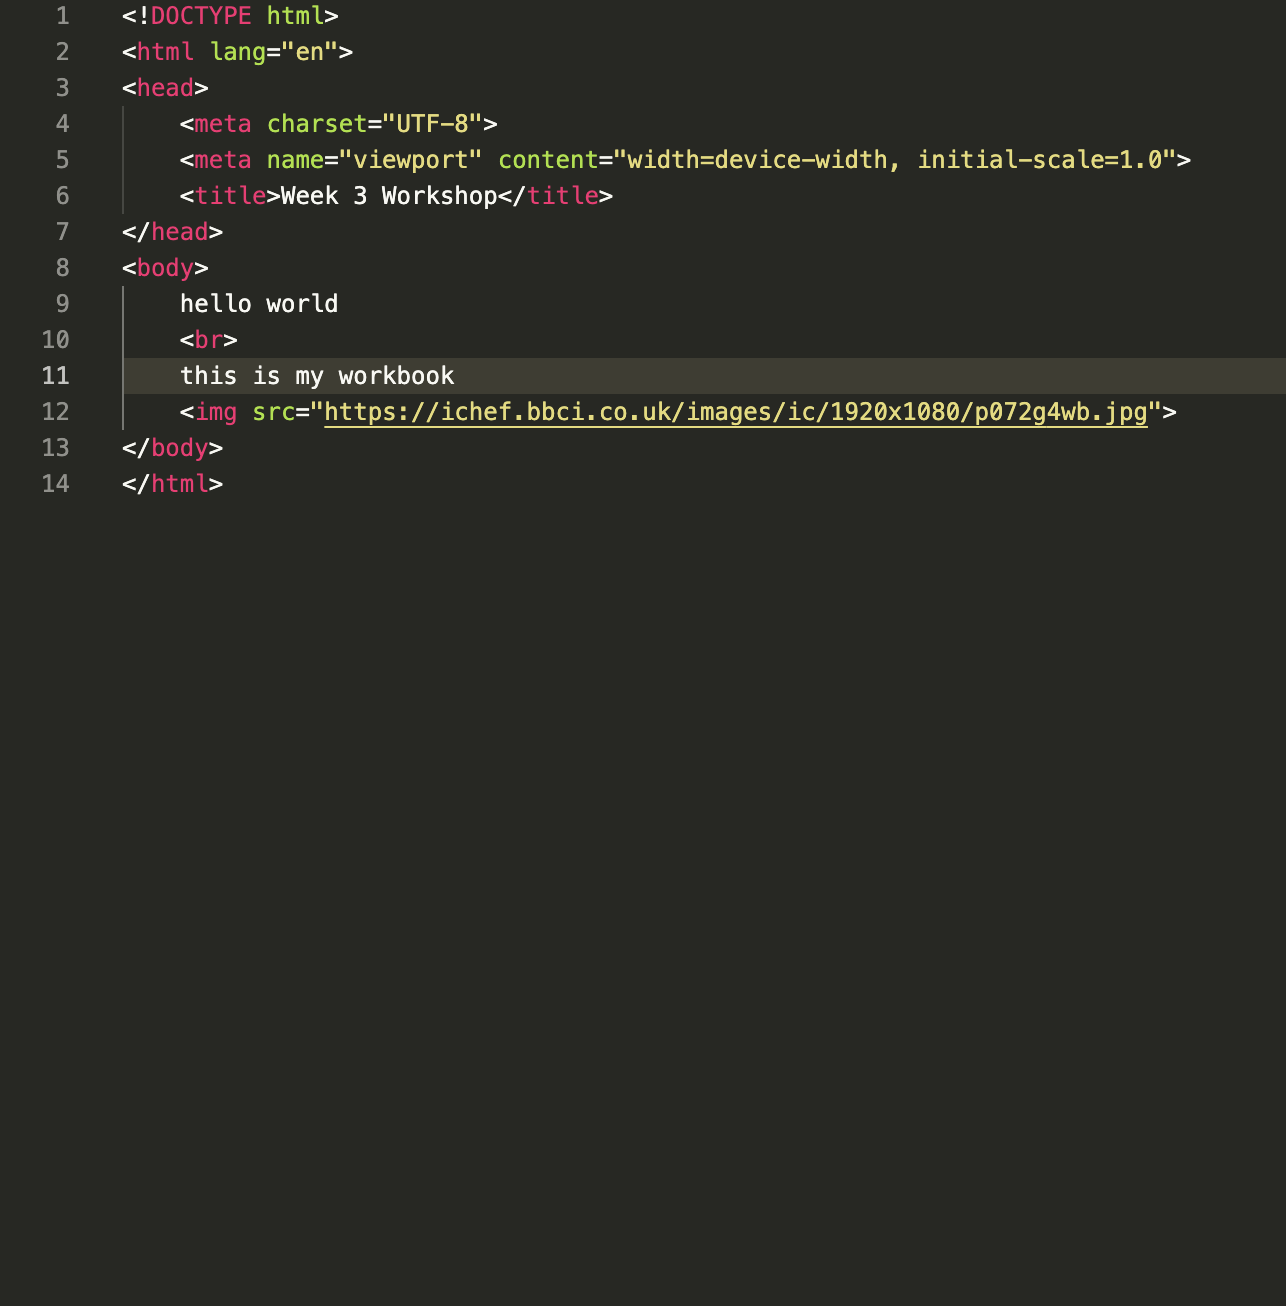 1 <!DOCTYPE html>
2 <html lang="en">
3 <head>
4     <meta charset="UTF-8">
5     <meta name="viewport" content="width=device-width, initial-scale=1.0">
6     <title>Week 3 Workshop</title>
7 </head>
8 <body>
9     hello world
10     <br>
11     this is my workbook
12     <img src="https://ichef.bbci.co.uk/images/ic/1920x1080/p072g4wb.jpg">
13 </body>
14 </html>